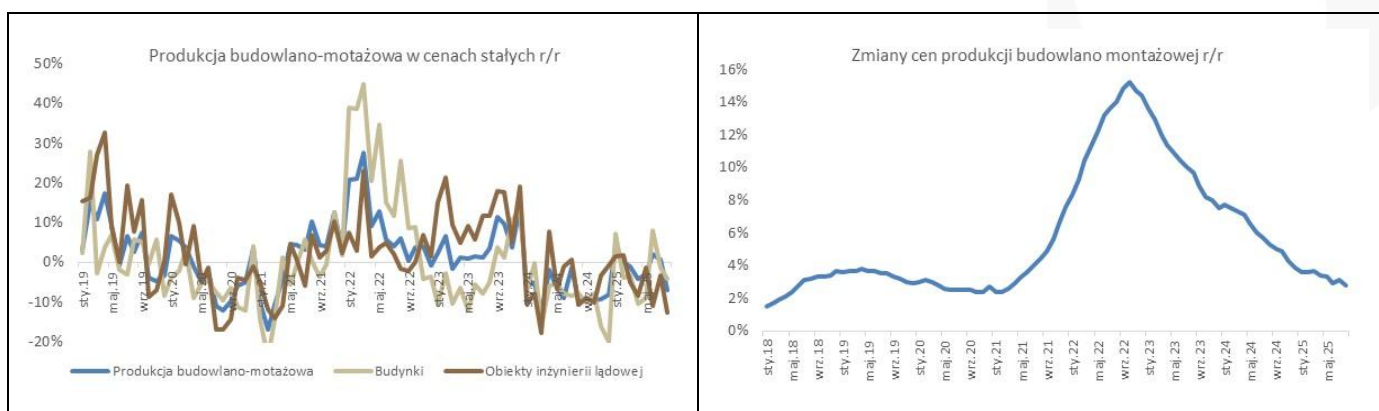 Produkcja budowlano-motażowa w cenach stałych r/r
50%
40%
30%
20%
10%
0%
-10%
-20%
sty.19
maj.19
wrz.19
sty.20
maj.20
wrz.20
sty.21
maj.21
wrz.21
sty.22
maj.22
wrz.22
sty.23
maj.23
wrz.23
sty.24
maj.24
wrz.24
sty.25
maj.25
Produkcja budowlano-motażowa Budynki Obiekty inżynierii lądowej
Zmiany cen produkcji budowlano montażowej r/r
16%
14%
12%
10%
8%
6%
4%
2%
0%
sty.18
maj.18
wrz.18
sty.19
maj.19
wrz.19
sty.20
maj.20
wrz.20
sty.21
maj.21
wrz.21
sty.22
maj.22
wrz.22
sty.23
maj.23
wrz.23
sty.24
maj.24
wrz.24
sty.25
maj.25